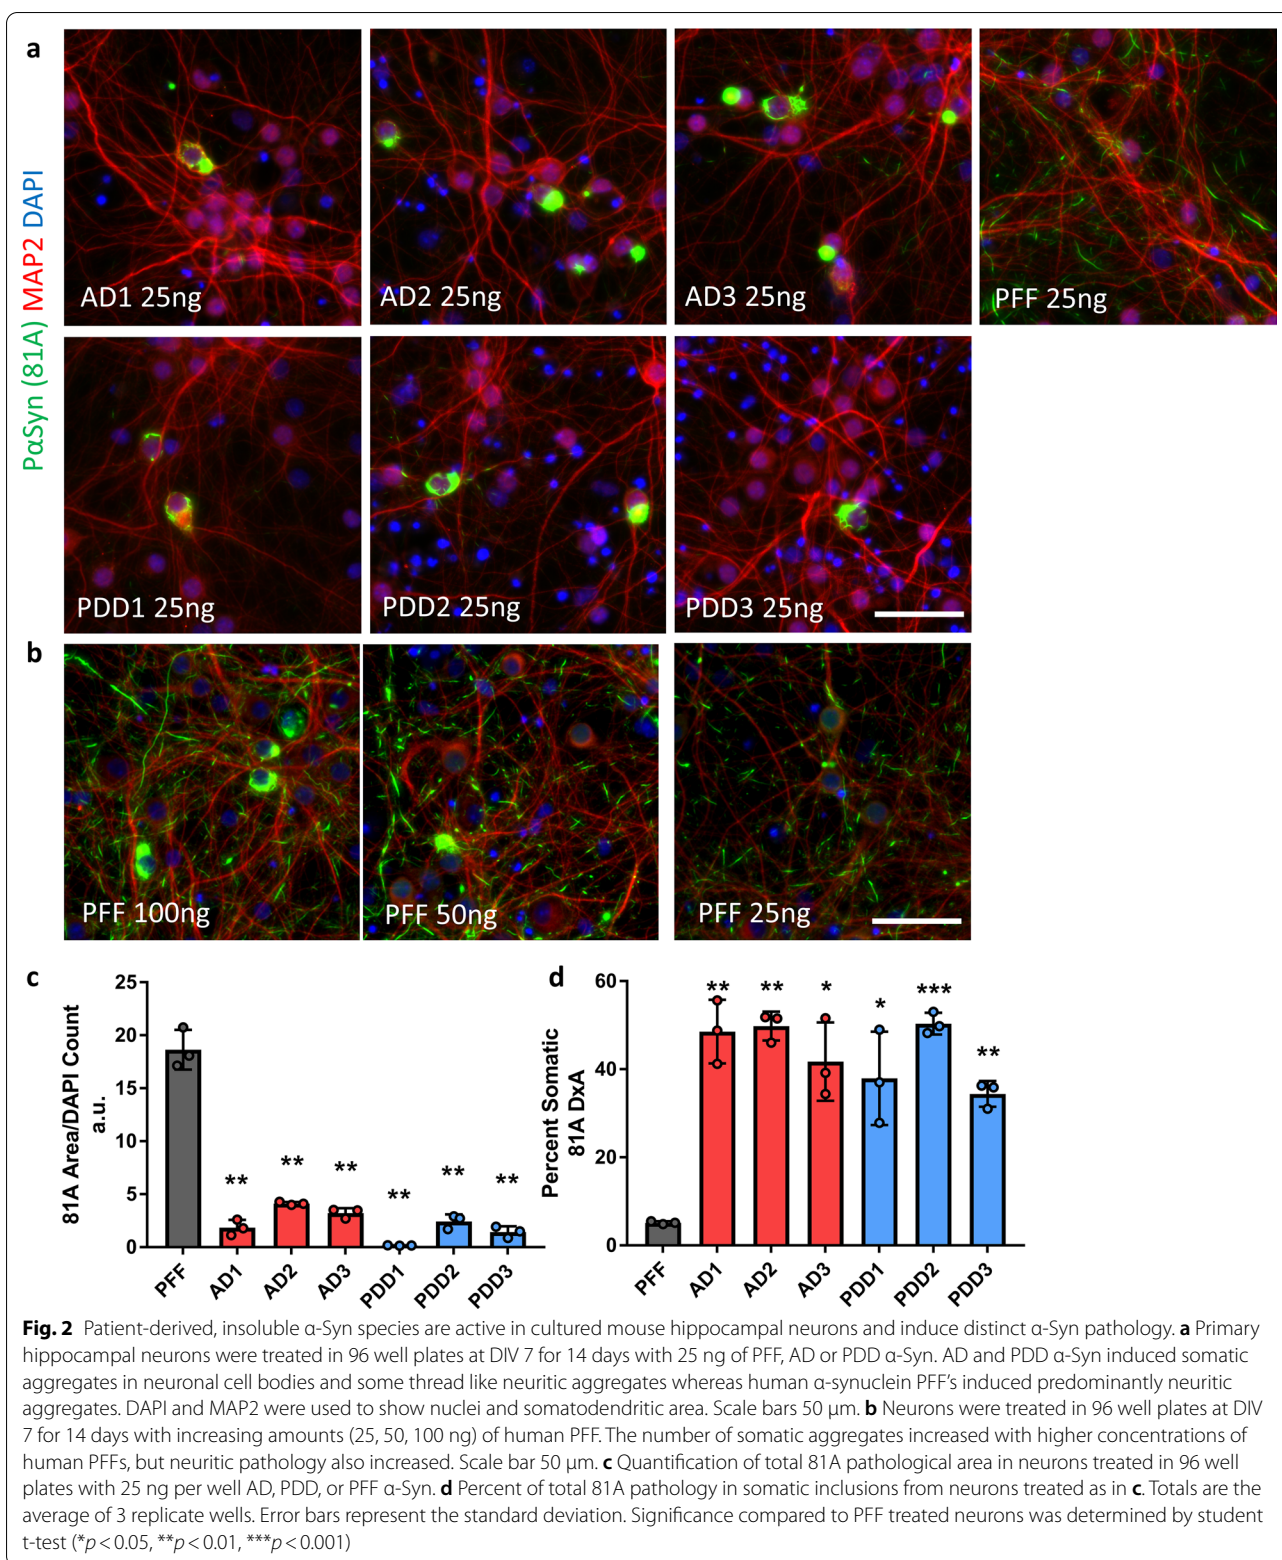 a
PαSyn (81A) MAP2 DAPI
AD1 25ng
AD2 25ng
AD3 25ng
PFF 25ng
PDD1 25ng
PDD2 25ng
PDD3 25ng
b
PFF 100ng
PFF 50ng
PFF 25ng
c
81A Area/DAPI Count
a.u.
25
20
15
10
5
0
**
**
**
**
**
**
PFF
AD1
AD2
AD3
PDD1
PDD2
PDD3
d
Percent Somatic
81A DxA
60
40
20
0
**
**
*
*
***
**
PFF
AD1
AD2
AD3
PDD1
PDD2
PDD3
Fig. 2 Patient-derived, insoluble α-Syn species are active in cultured mouse hippocampal neurons and induce distinct α-Syn pathology. a Primary
hippocampal neurons were treated in 96 well plates at DIV 7 for 14 days with 25 ng of PFF, AD or PDD α-Syn. AD and PDD α-Syn induced somatic
aggregates in neuronal cell bodies and some thread like neuritic aggregates whereas human α-synuclein PFF's induced predominantly neuritic
aggregates. DAPI and MAP2 were used to show nuclei and somatodendritic area. Scale bars 50 μm. b Neurons were treated in 96 well plates at DIV
7 for 14 days with increasing amounts (25, 50, 100 ng) of human PFF. The number of somatic aggregates increased with higher concentrations of
human PFFs, but neuritic pathology also increased. Scale bar 50 μm. c Quantification of total 81A pathological area in neurons treated in 96 well
plates with 25 ng per well AD, PDD, or PFF α-Syn. d Percent of total 81A pathology in somatic inclusions from neurons treated as in c. Totals are the
average of 3 replicate wells. Error bars represent the standard deviation. Significance compared to PFF treated neurons was determined by student
t-test (*p < 0.05, **p < 0.01, ***p < 0.001)